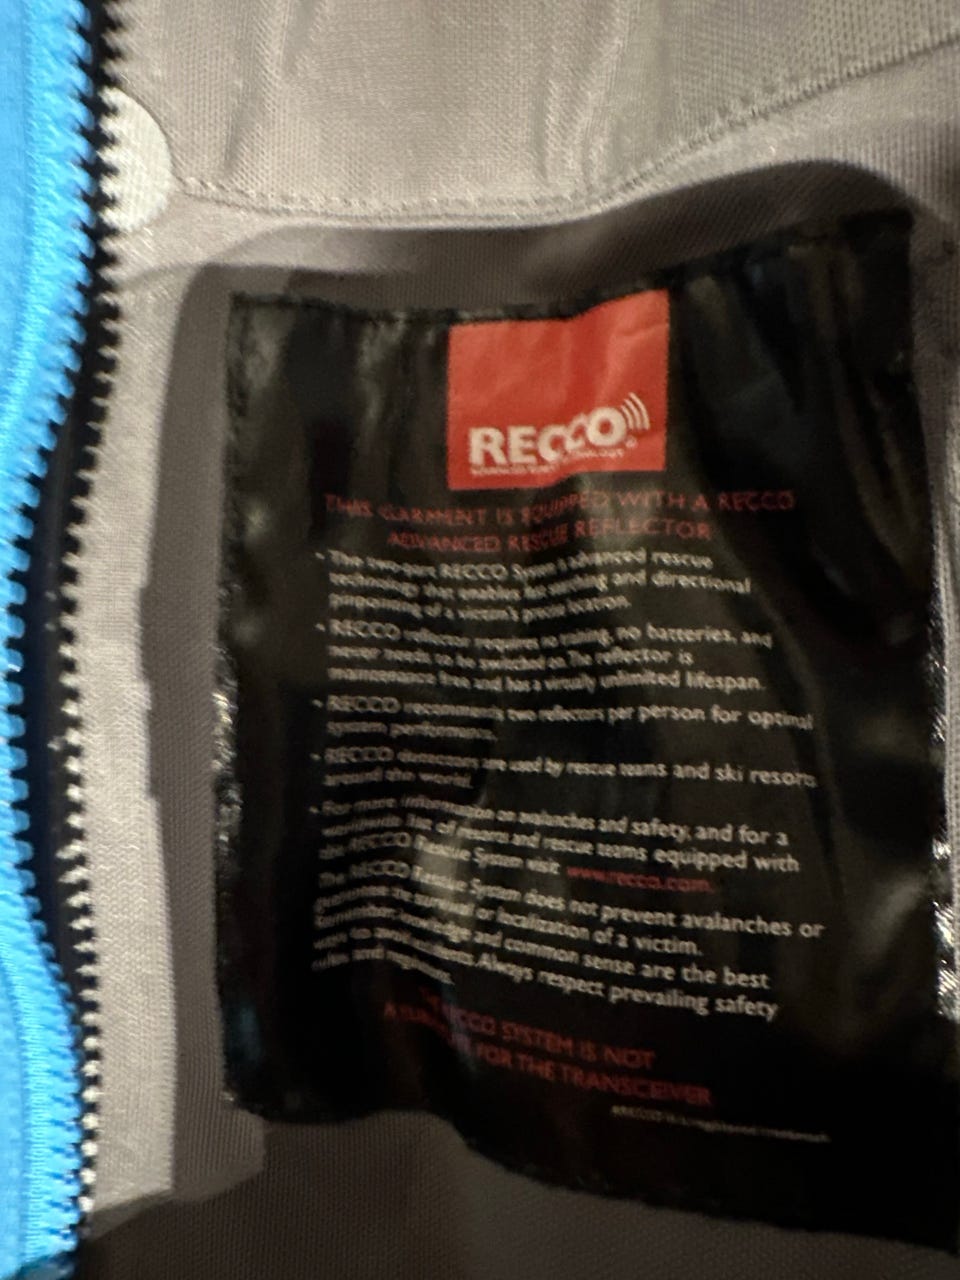 RECCO
THIS GARMENT IS EQUIPPED WITH A RECCO
ADVANCED RESCUE REFLECTOR
• The two-part RECCO System is advanced rescue
technology that enables fast searching and directional
pinpointing of a victim's precise location.
• RECCO reflector requires no training, no batteries, and
never needs to be switched on. The reflector is
maintenance free and has a virtually unlimited lifespan.
• RECCO recommends two reflectors per person for optimal
system performance.
• RECCO detectors are used by rescue teams and ski resorts
around the world.
• For more information on avalanches and safety, and for a
worldwide list of resorts and rescue teams equipped with
the RECCO Rescue System visit www.recco.com.
The RECCO Rescue System does not prevent avalanches or
guarantee the survival or localization of a victim.
Remember: knowledge and common sense are the best
ways to avoid accidents. Always respect prevailing safety
rules and
RECCO SYSTEM IS NOT
A FOR THE TRANSCEIVER